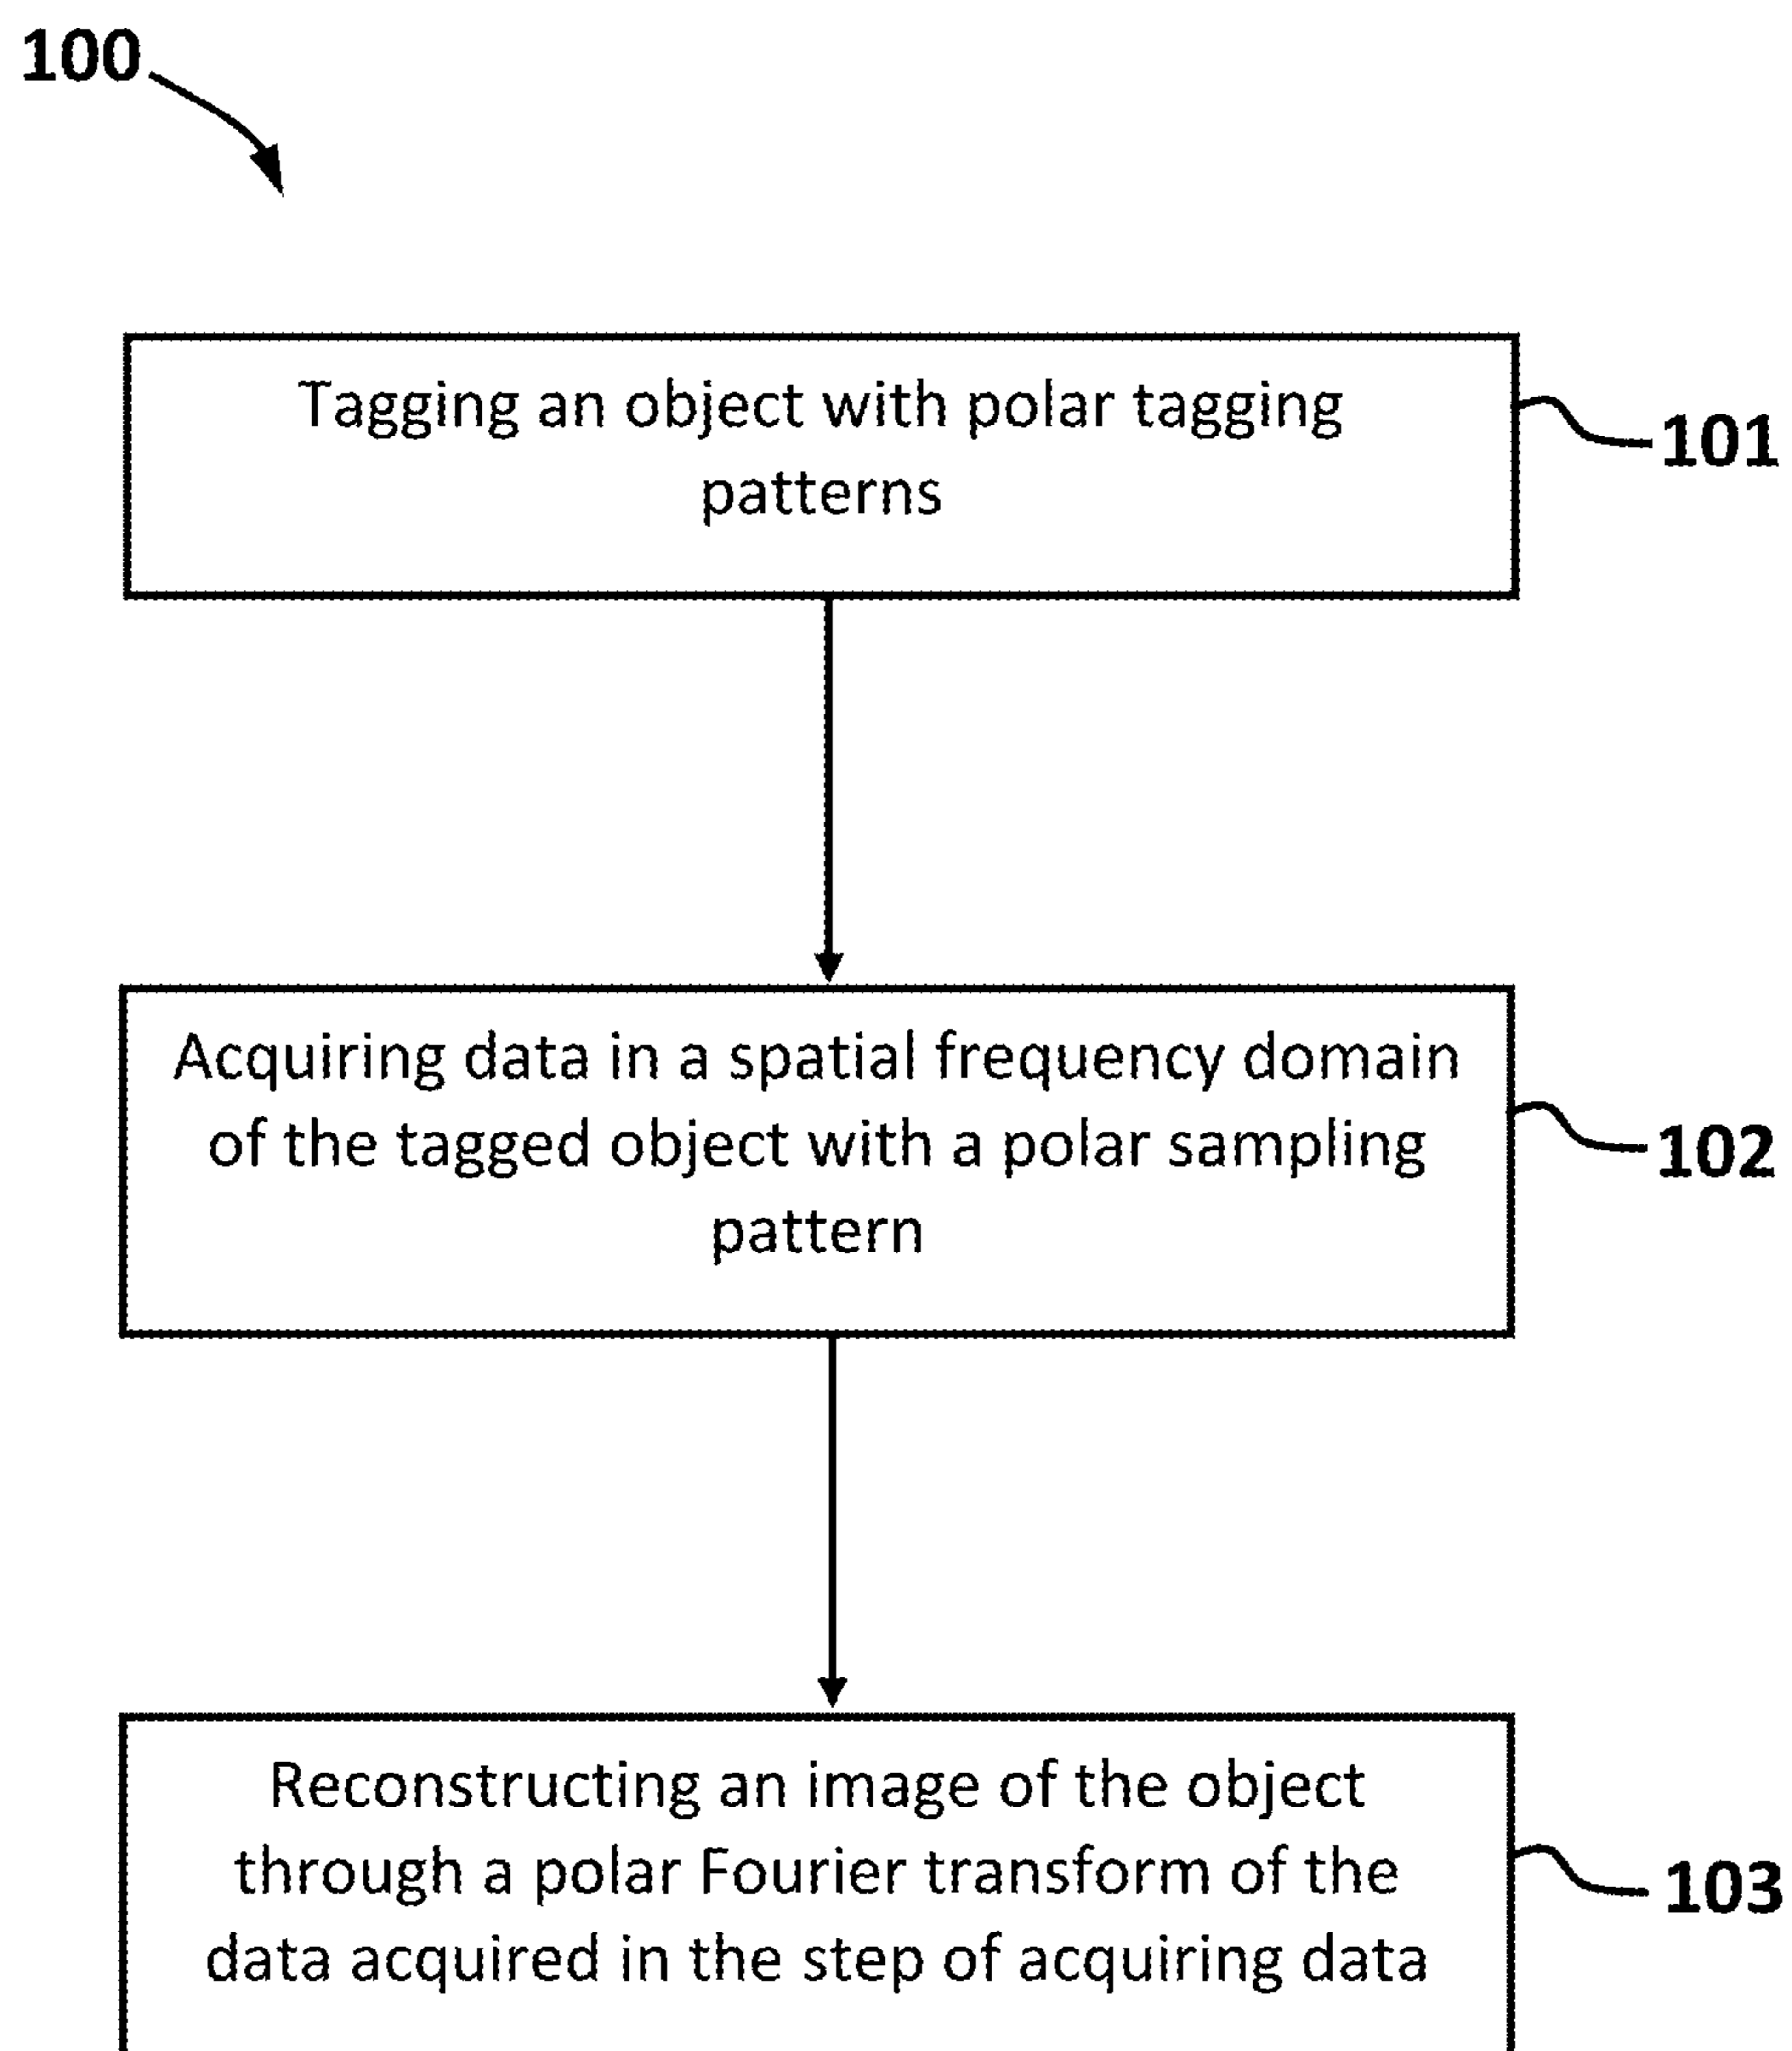 100
Tagging an object with polar tagging
patterns
101
Acquiring data in a spatial frequency domain
of the tagged object with a polar sampling
pattern
102
Reconstructing an image of the object
through a polar Fourier transform of the
data acquired in the step of acquiring data
103